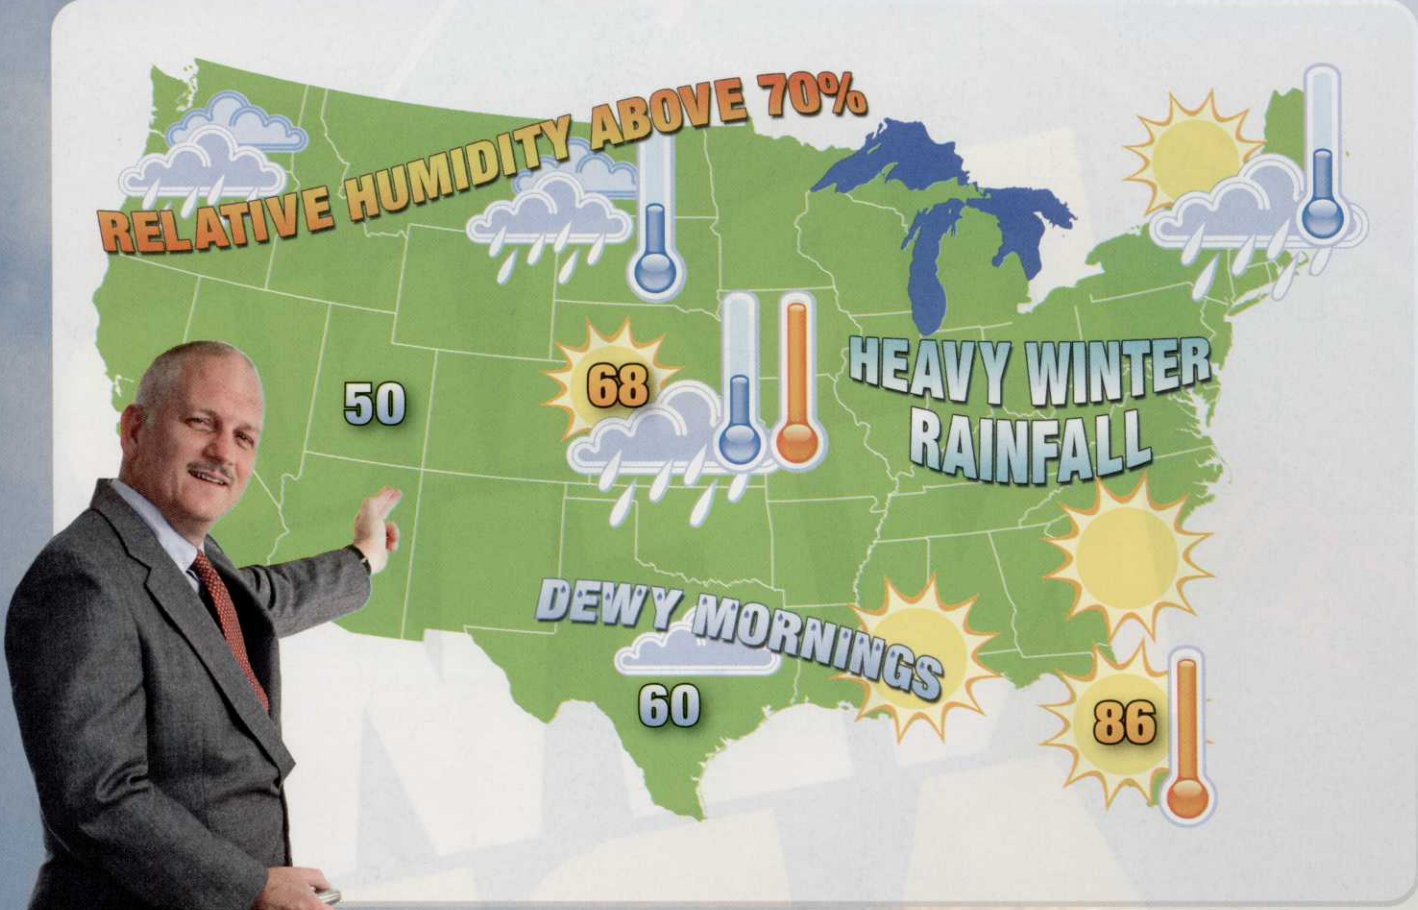 RELATIVE HUMIDITY ABOVE 70%
HEAVY WINTER
RAINFALL
50
68
DEWY MORNINGS
60
86